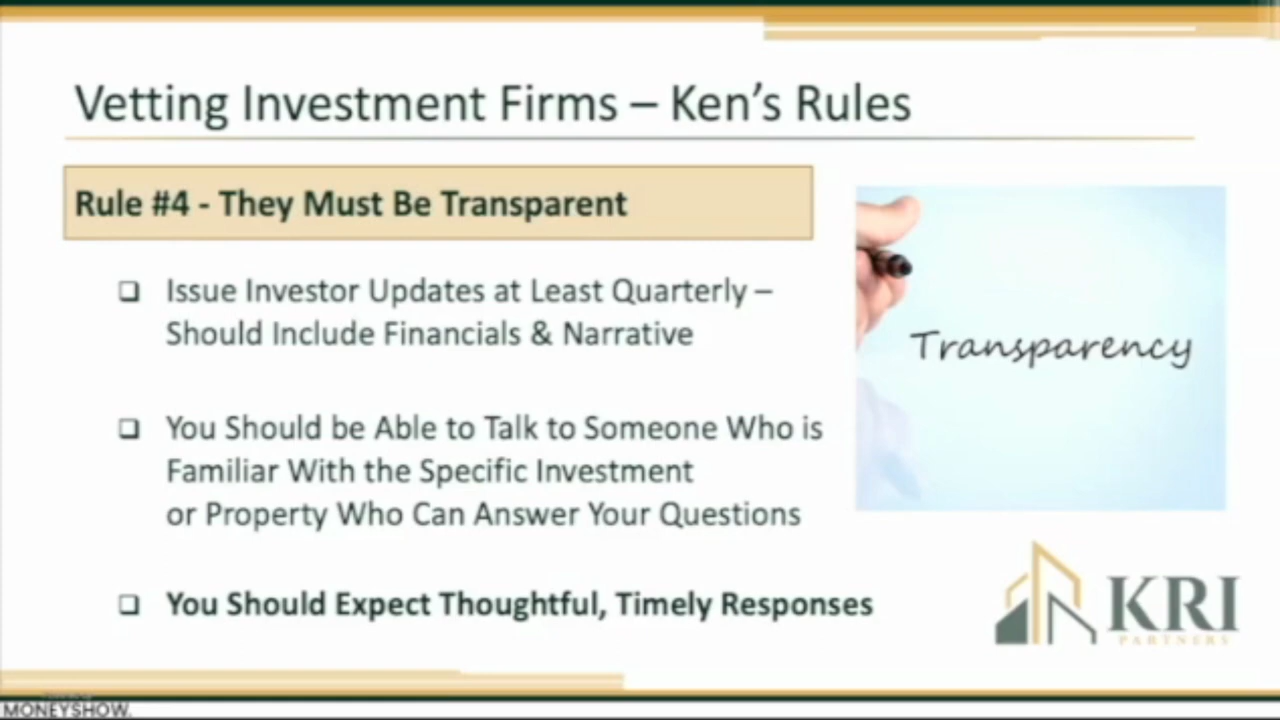 Vetting Investment Firms – Ken's Rules
Rule #4 - They Must Be Transparent
❑ Issue Investor Updates at Least Quarterly –
Should Include Financials & Narrative
❑ You Should be Able to Talk to Someone Who is
Familiar With the Specific Investment
or Property Who Can Answer Your Questions
❑ You Should Expect Thoughtful, Timely Responses
Transparency
KRI
PARTNERS
MONEYSHOW.